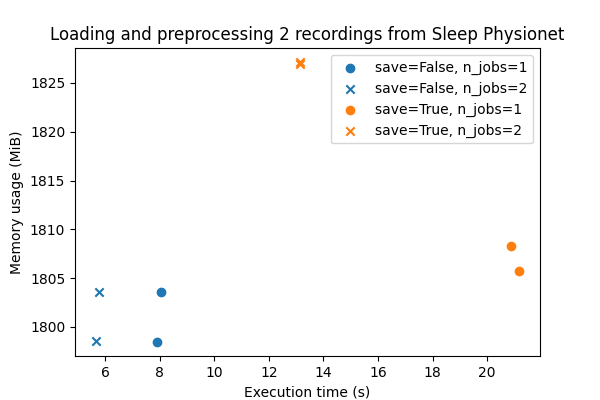 Loading and preprocessing 2 recordings from Sleep Physionet
save=False, n_jobs=1
save=False, n_jobs=2
save=True, n_jobs=1
save=True, n_jobs=2
Memory usage (MiB)
1825
1820
1815
1810
1805
1800
6 8 10 12 14 16 18 20
Execution time (s)